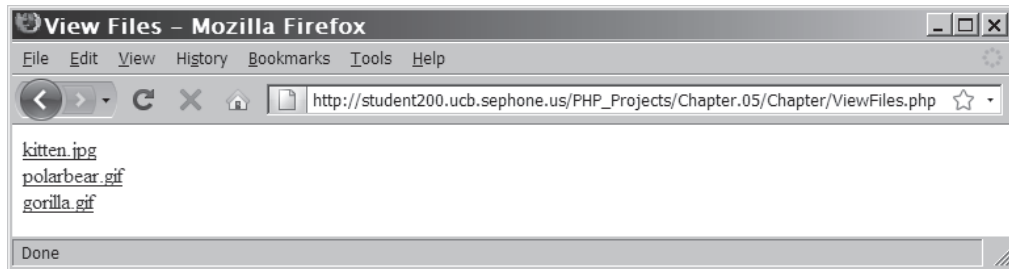 View Files – Mozilla Firefox
File Edit View History Bookmarks Tools Help
http://student200.ucb.sephone.us/PHP_Projects/Chapter.05/Chapter/ViewFiles.php
kitten.jpg
polarbear.gif
gorilla.gif
Done